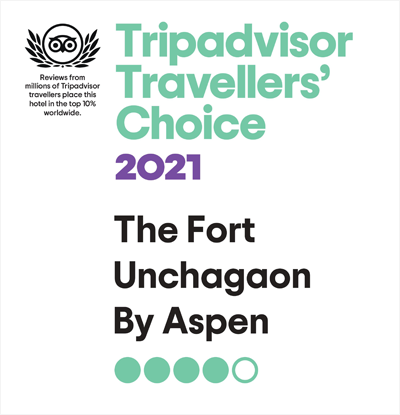 Tripadvisor
Travellers’
Choice
2021
Reviews from
millions of Tripadvisor
travellers place this
hotel in the top 10%
worldwide.
The Fort
Unchagaon
By Aspen